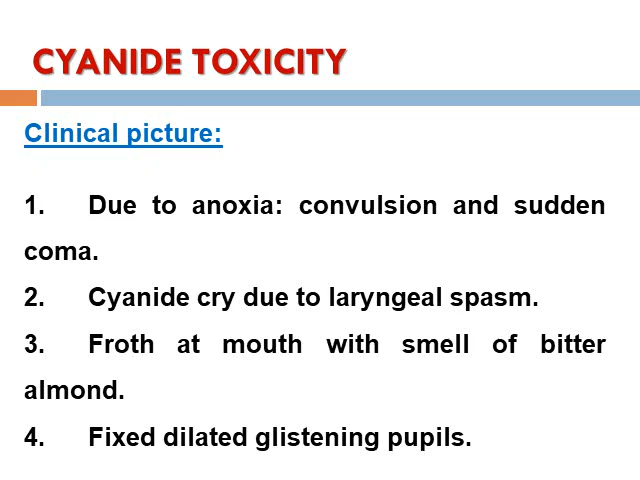 CYANIDE TOXICITY
Clinical picture:
1. Due to anoxia: convulsion and sudden
coma.
2. Cyanide cry due to laryngeal spasm.
3. Froth at mouth with smell of bitter
almond.
4. Fixed dilated glistening pupils.